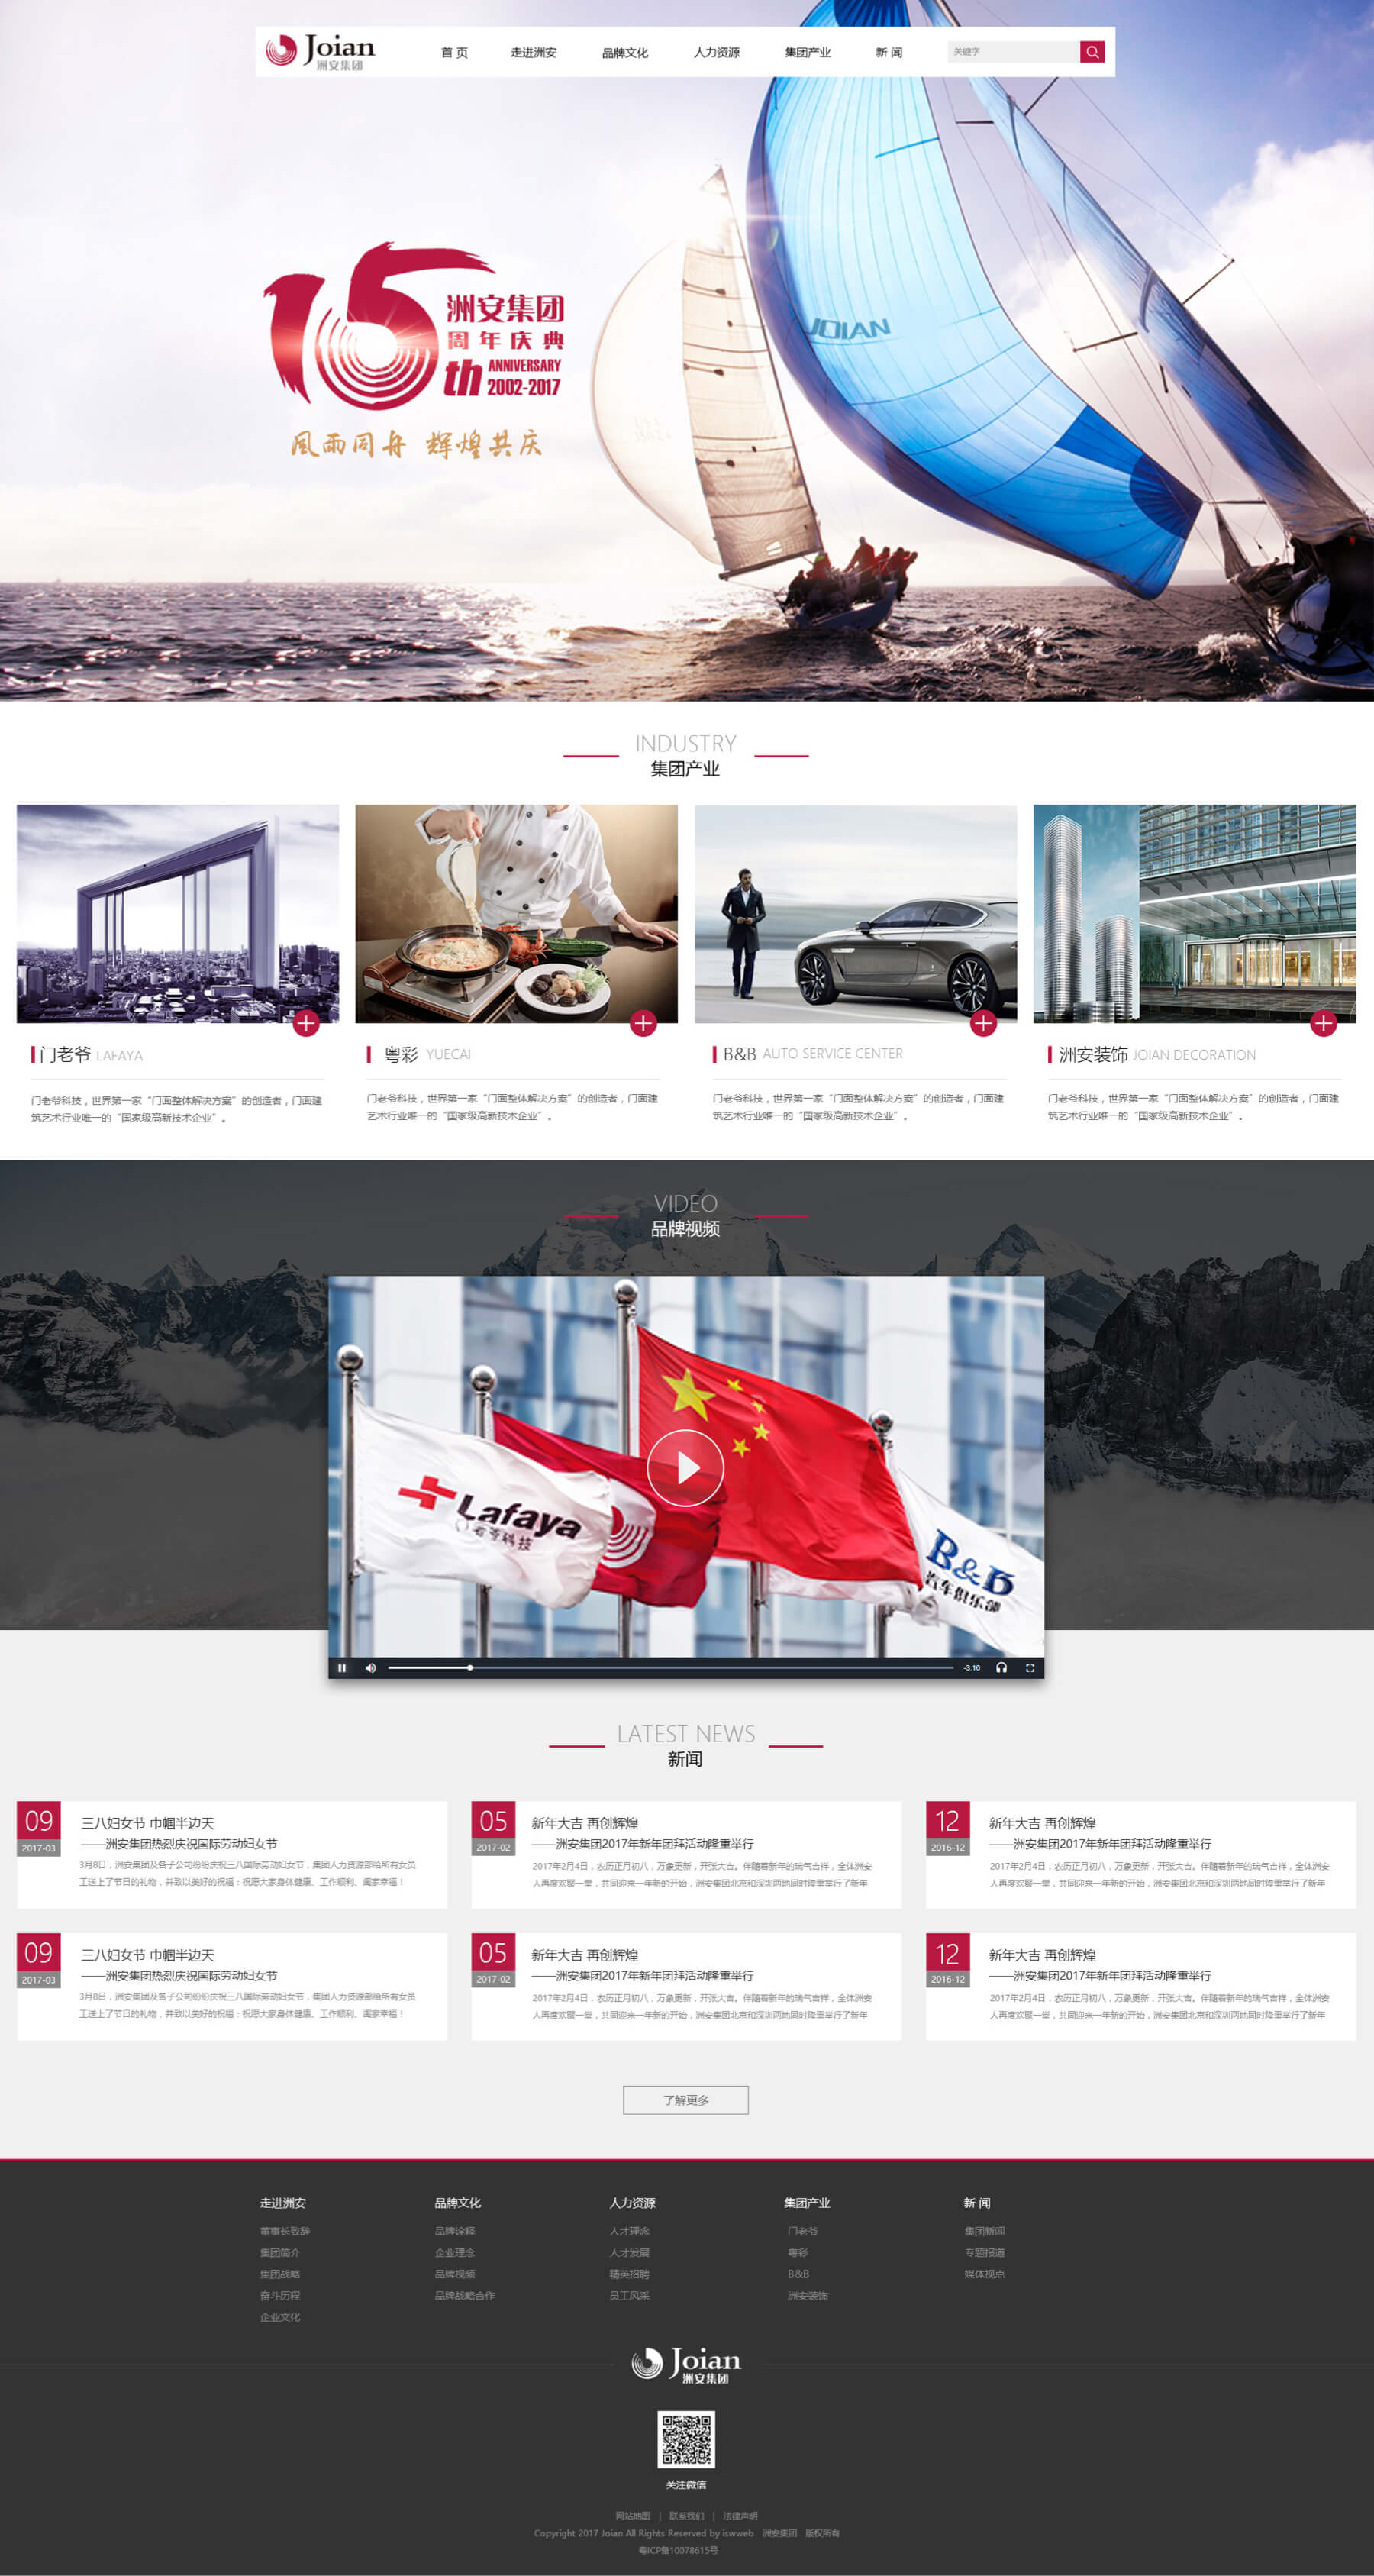 Joian
洲安集团
首 页
走进洲安
品牌文化
人力资源
集团产业
新 闻
关键字
JOIAN
15
洲安集团
周年庆典
th ANNIVERSARY
2002-2017
風雨同舟 辉煌共庆
INDUSTRY
集团产业
门老爷 LAFAYA
门老爷科技，世界第一家“门面整体解决方案”的创造者，门面建
筑艺术行业唯一的“国家级高新技术企业”。
粤彩 YUECAI
门老爷科技，世界第一家“门面整体解决方案”的创造者，门面建
艺术行业唯一的“国家级高新技术企业”。
B&B AUTO SERVICE CENTER
门老爷科技，世界第一家“门面整体解决方案”的创造者，门面建
筑艺术行业唯一的“国家级高新技术企业”。
洲安装饰 JOIAN DECORATION
门老爷科技，世界第一家“门面整体解决方案”的创造者，门面建
筑艺术行业唯一的“国家级高新技术企业”。
VIDEO
品牌视频
Lafaya
老爷科技
B&B
汽车俱乐部
-3:16
LATEST NEWS
新闻
09
2017-03
三八妇女节 巾帼半边天
——洲安集团热烈庆祝国际劳动妇女节
3月8日，洲安集团及各子公司纷纷庆祝三八国际劳动妇女节，集团人力资源部给所有女员
工送上了节日的礼物，并致以美好的祝福：祝愿大家身体健康、工作顺利、阖家幸福！
05
2017-02
新年大吉 再创辉煌
——洲安集团2017年新年团拜活动隆重举行
2017年2月4日，农历正月初八，万象更新，开张大吉。伴随着新年的瑞气吉祥，全体洲安
人再度欢聚一堂，共同迎来一年新的开始，洲安集团北京和深圳两地同时隆重举行了新年
12
2016-12
新年大吉 再创辉煌
——洲安集团2017年新年团拜活动隆重举行
2017年2月4日，农历正月初八，万象更新，开张大吉。伴随着新年的瑞气吉祥，全体洲安
人再度欢聚一堂，共同迎来一年新的开始，洲安集团北京和深圳两地同时隆重举行了新年
09
2017-03
三八妇女节 巾帼半边天
——洲安集团热烈庆祝国际劳动妇女节
3月8日，洲安集团及各子公司纷纷庆祝三八国际劳动妇女节，集团人力资源部给所有女员
工送上了节日的礼物，并致以美好的祝福：祝愿大家身体健康、工作顺利、阖家幸福！
05
2017-02
新年大吉 再创辉煌
——洲安集团2017年新年团拜活动隆重举行
2017年2月4日，农历正月初八，万象更新，开张大吉。伴随着新年的瑞气吉祥，全体洲安
人再度欢聚一堂，共同迎来一年新的开始，洲安集团北京和深圳两地同时隆重举行了新年
12
2016-12
新年大吉 再创辉煌
——洲安集团2017年新年团拜活动隆重举行
2017年2月4日，农历正月初八，万象更新，开张大吉。伴随着新年的瑞气吉祥，全体洲安
人再度欢聚一堂，共同迎来一年新的开始，洲安集团北京和深圳两地同时隆重举行了新年
了解更多
走进洲安
董事长致辞
集团简介
集团战略
奋斗历程
企业文化
品牌文化
品牌诠释
企业理念
品牌视频
品牌战略合作
人力资源
人才理念
人才发展
精英招聘
员工风采
集团产业
门老爷
粤彩
B&B
洲安装饰
新 闻
集团新闻
专题报道
媒体视点
Joian
洲安集团
关注微信
网站地图 | 联系我们 | 法律声明
Copyright 2017 Joian All Rights Reserved by iswweb 洲安集团 版权所有
粤ICP备10078615号